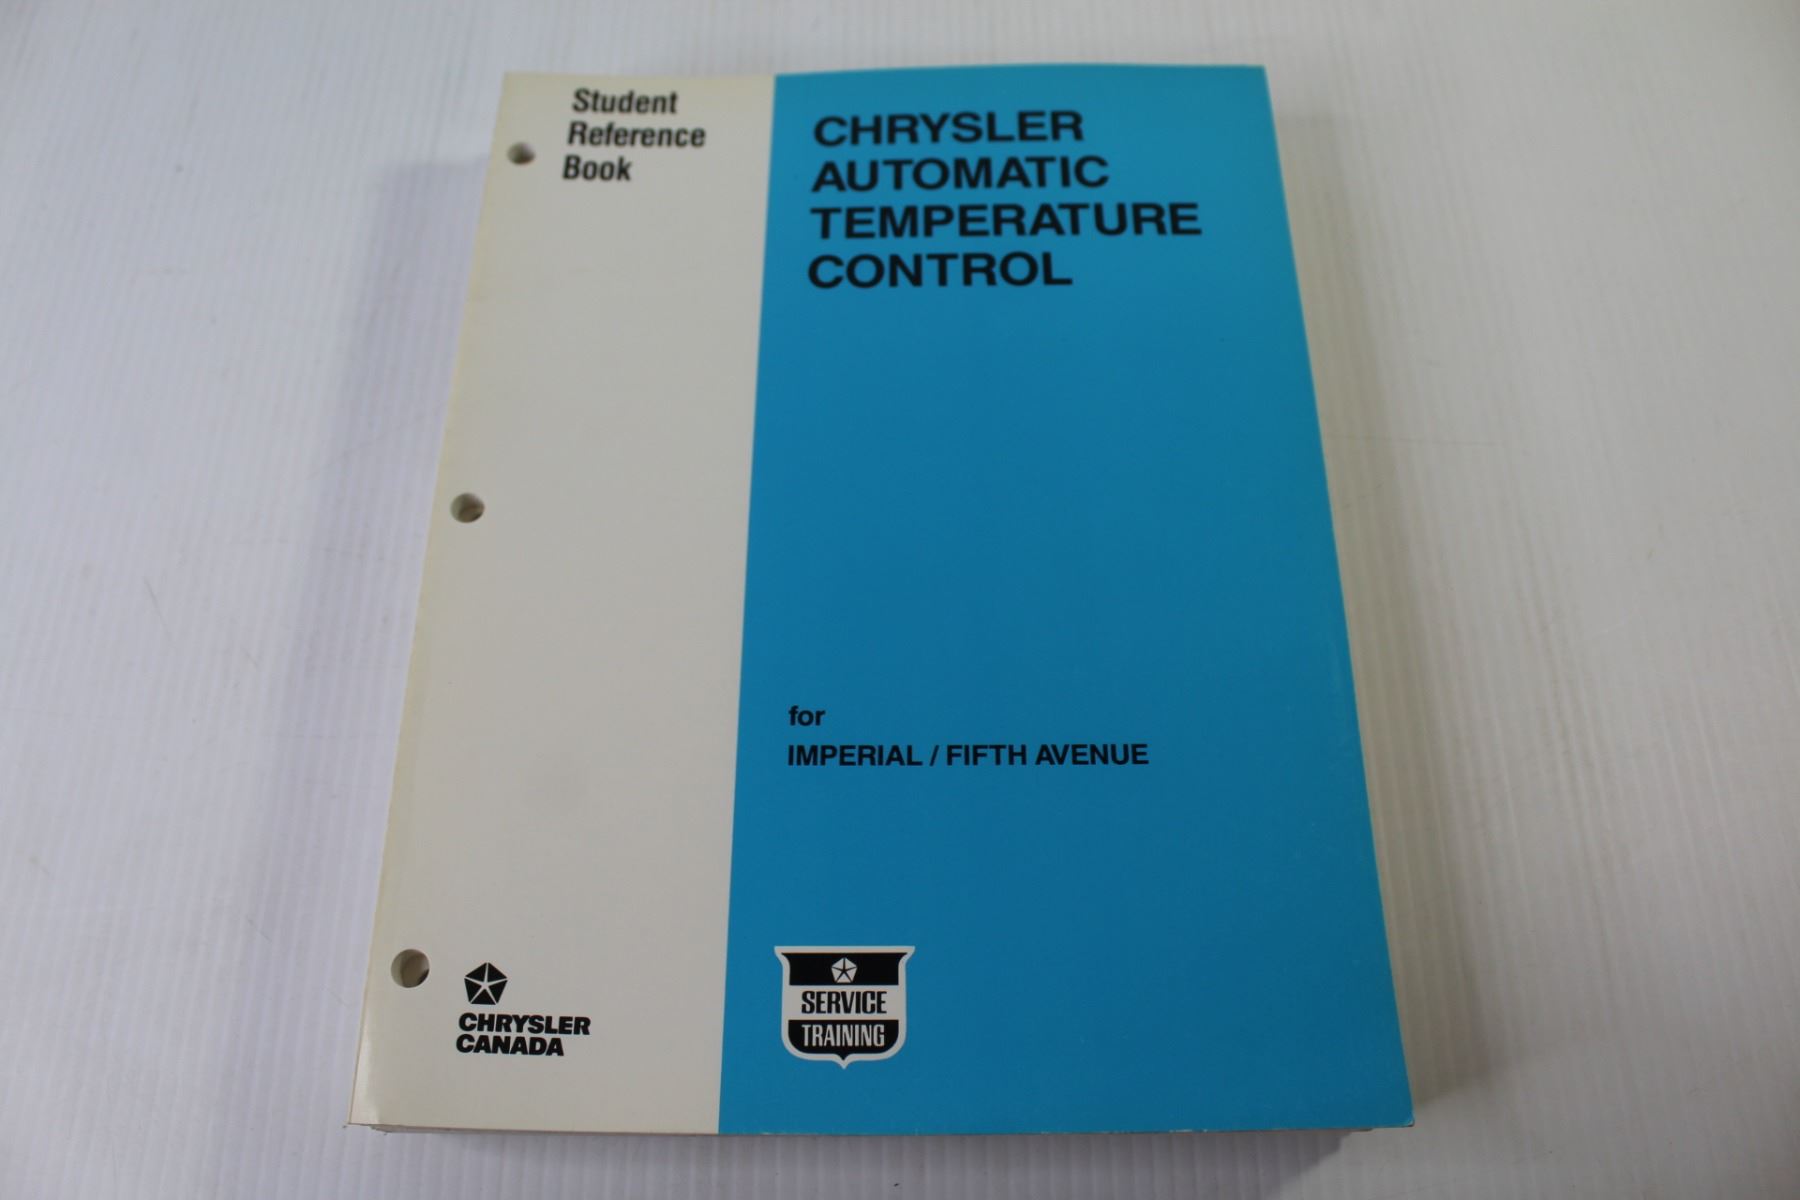 Student
Reference
Book
CHRYSLER
AUTOMATIC
TEMPERATURE
CONTROL
for
IMPERIAL / FIFTH AVENUE
CHRYSLER
CANADA
SERVICE
TRAINING